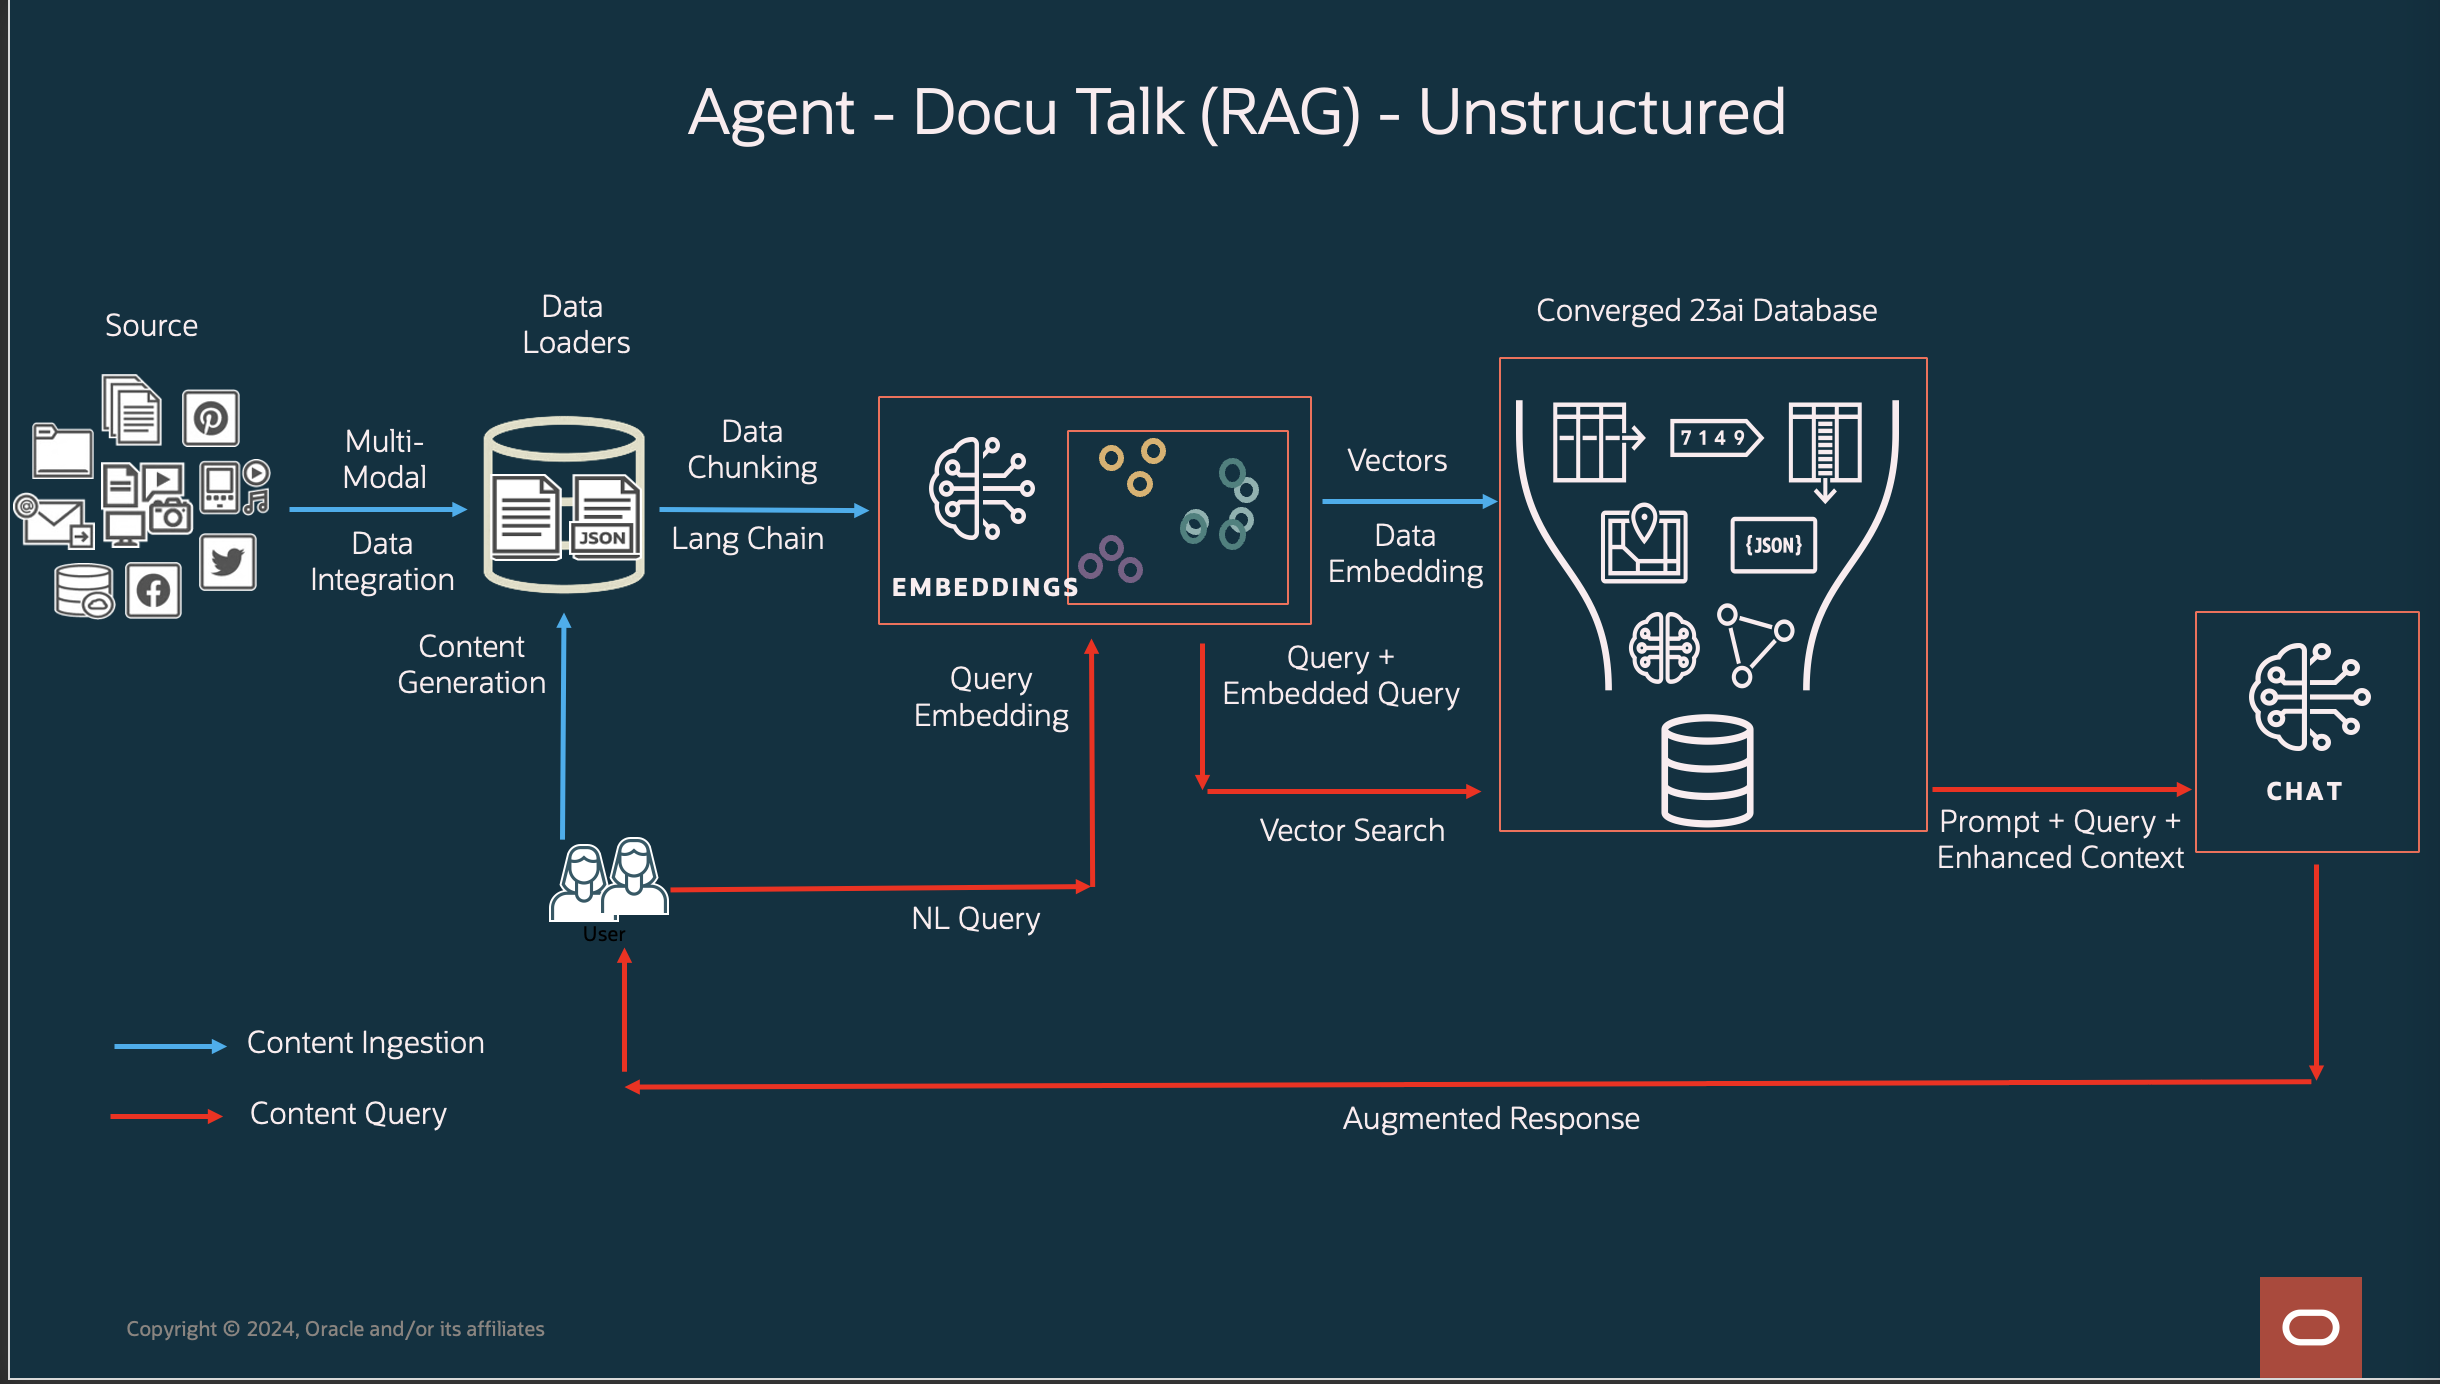 Agent - Docu Talk (RAG) - Unstructured
Source
Data
Loaders
Converged 23ai Database
Multi-
Modal
Data
Integration
JSON
Data
Chunking
Lang Chain
EMBEDDINGS
Vectors
Data
Embedding
7 1 4 9
{JSON}
Content
Generation
Query
Embedding
Query +
Embedded Query
Vector Search
CHAT
Prompt + Query +
Enhanced Context
User
NL Query
Content Ingestion
Content Query
Augmented Response
Copyright © 2024, Oracle and/or its affiliates